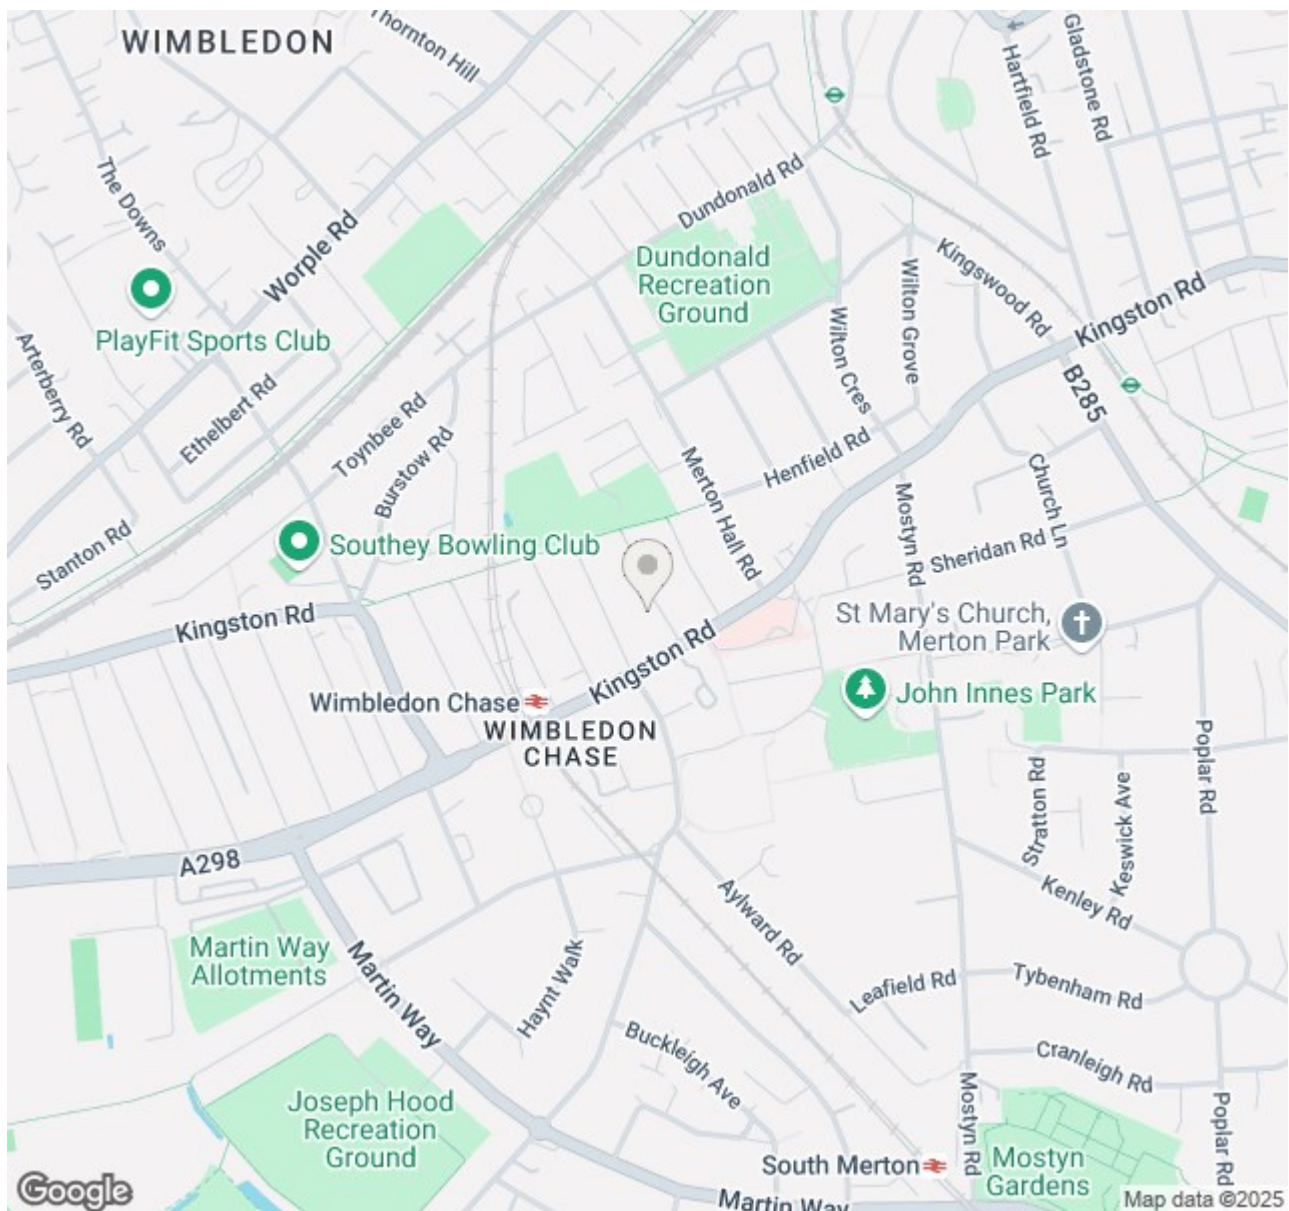 WIMBLEDON
Thornton Hill
Hartfield Rd
Gladstone Rd
The Downs
Worple Rd
Dundonald Rd
Dundonald
Recreation
Ground
Wilton Cres
Wilton Grove
Kingswood Rd
Kingston Rd
PlayFit Sports Club
Arterberry Rd
Ethelbert Rd
Toynbee Rd
Burstow Rd
B285
Merton Hall Rd
Henfield Rd
Mostyn Rd
Church Ln
Sheridan Rd
Stanton Rd
Southey Bowling Club
Kingston Rd
Kingston Rd
St Mary's Church,
Merton Park
Wimbledon Chase
WIMBLEDON
CHASE
John Innes Park
Poplar Rd
Stratton Rd
Keswick Ave
A298
Aylward Rd
Kenley Rd
Martin Way
Allotments
Martin Way
Haynt Walk
Leafield Rd
Tybenham Rd
Buckleigh Ave
Cranleigh Rd
Joseph Hood
Recreation
Ground
Mostyn Rd
Poplar Rd
South Merton
Mostyn
Gardens
Martin Way
Google
Map data ©2025